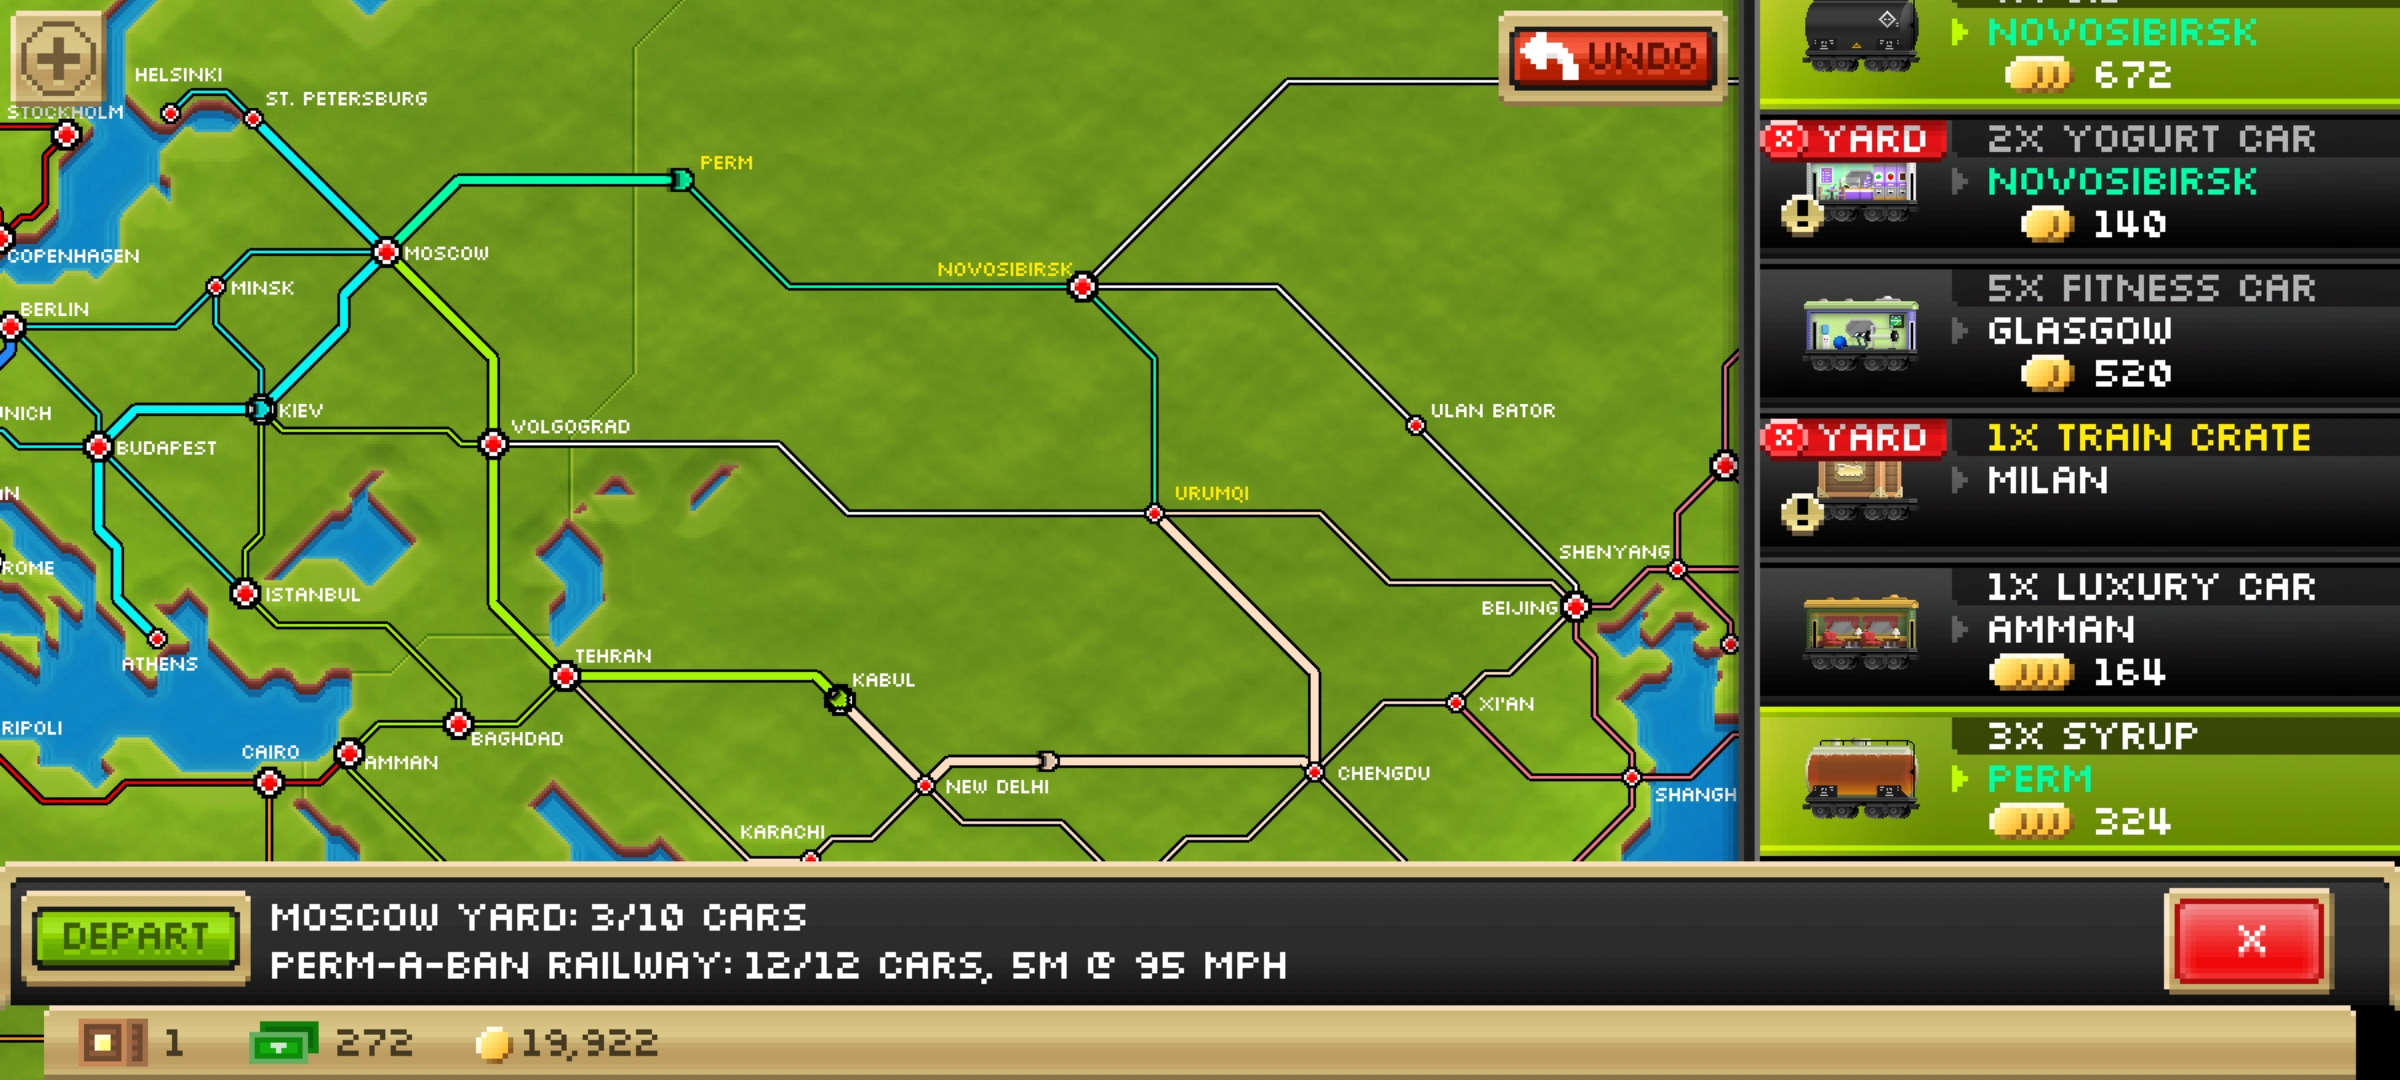 HELSINKI
ST. PETERSBURG
STOCKHOLM
PERM
COPENHAGEN
MOSCOW
NOVOSIBIRSK
MINSK
BERLIN
ULAN BATOR
KIEV
VOLGOGRAD
BUDAPEST
URUMQI
SHENYANG
ROME
ISTANBUL
BEIJING
ATHENS
TEHRAN
KABUL
XI'AN
CAIRO
BAGHDAD
AMMAN
NEW DELHI
CHENGDU
KARACHI
UNDO
NOVOSIBIRSK
672
YARD
2X YOGURT CAR
NOVOSIBIRSK
140
5X FITNESS CAR
GLASGOW
520
YARD
1X TRAIN CRATE
MILAN
1X LUXURY CAR
AMMAN
164
3X SYRUP
PERM
324
DEPART
MOSCOW YARD: 3/10 CARS
PERM-A-BAN RAILWAY: 12/12 CARS, 5M @ 95 MPH
X
1
272
19,922